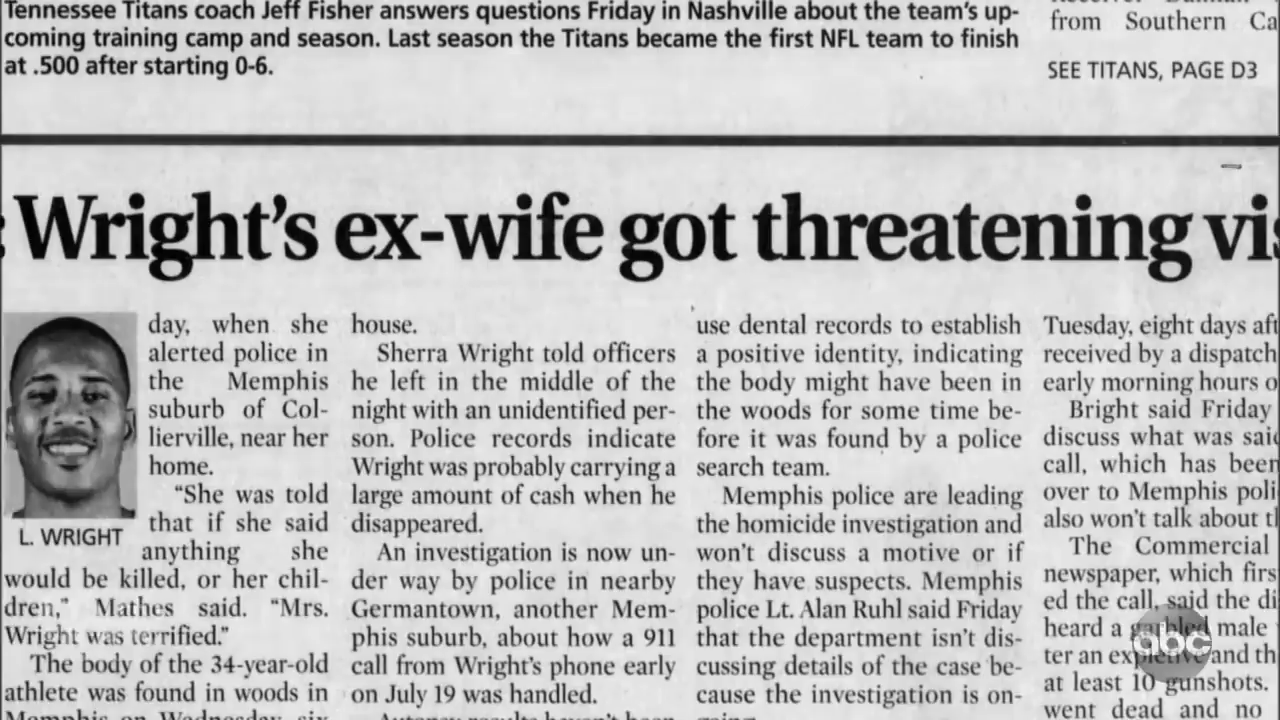 Tennessee Titans coach Jeff Fisher answers questions Friday in Nashville about the team's up-
coming training camp and season. Last season the Titans became the first NFL team to finish
at .500 after starting 0-6.
from Southern
SEE TITANS, PAGE D3
Wright's ex-wife got threatening
day, when she
alerted police in
the Memphis
suburb of Col-
lierville, near her
home.
"She was told
that if she said
anything she
would be killed, or her chil-
dren," Mathes said. "Mrs.
Wright was terrified."
The body of the 34-year-old
athlete was found in woods in
Memphis on Wednesday, six
L. WRIGHT
house.
Sherra Wright told officers
he left in the middle of the
night with an unidentified per-
son. Police records indicate
Wright was probably carrying a
large amount of cash when he
disappeared.
An investigation is now un-
der way by police in nearby
Germantown, another Mem-
phis suburb, about how a 911
call from Wright's phone early
on July 19 was handled.
Autopsy results haven't been
use dental records to establish
a positive identity, indicating
the body might have been in
the woods for some time be-
fore it was found by a police
search team.
Memphis police are leading
the homicide investigation and
won't discuss a motive or if
they have suspects. Memphis
police Lt. Alan Ruhl said Friday
that the department isn't dis-
cussing details of the case be-
cause the investigation is on-
going.
Tuesday, eight days
received by a dispatch
early morning hours
Bright said Friday
discuss what was said
call, which has been
over to Memphis
also won't talk about
The Commercial
newspaper, which
ed the call, said the
heard a garbled male
ter an expletive and
at least 10 gunshots.
went dead and no
abc